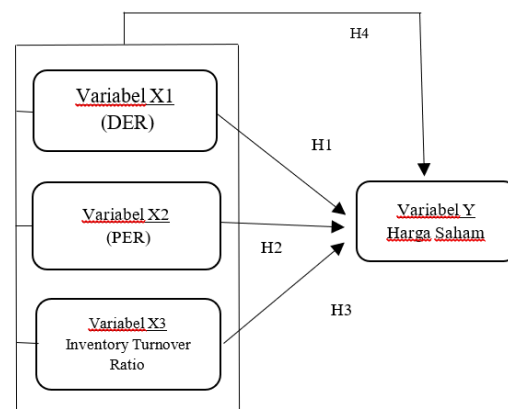 H4
Variabel X1
(DER)
H1
Variabel X2
(PER)
H2
Variabel Y
Harga Saham
Variabel X3
Inventory Turnover
Ratio
H3